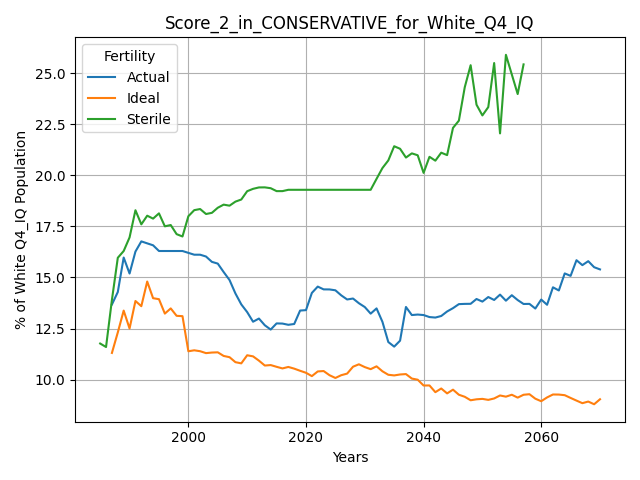 Score_2_in_CONSERVATIVE_for_White_Q4_IQ
Fertility
Actual
Ideal
Sterile
% of White Q4_IQ Population
25.0
22.5
20.0
17.5
15.0
12.5
10.0
2000
2020
2040
2060
Years